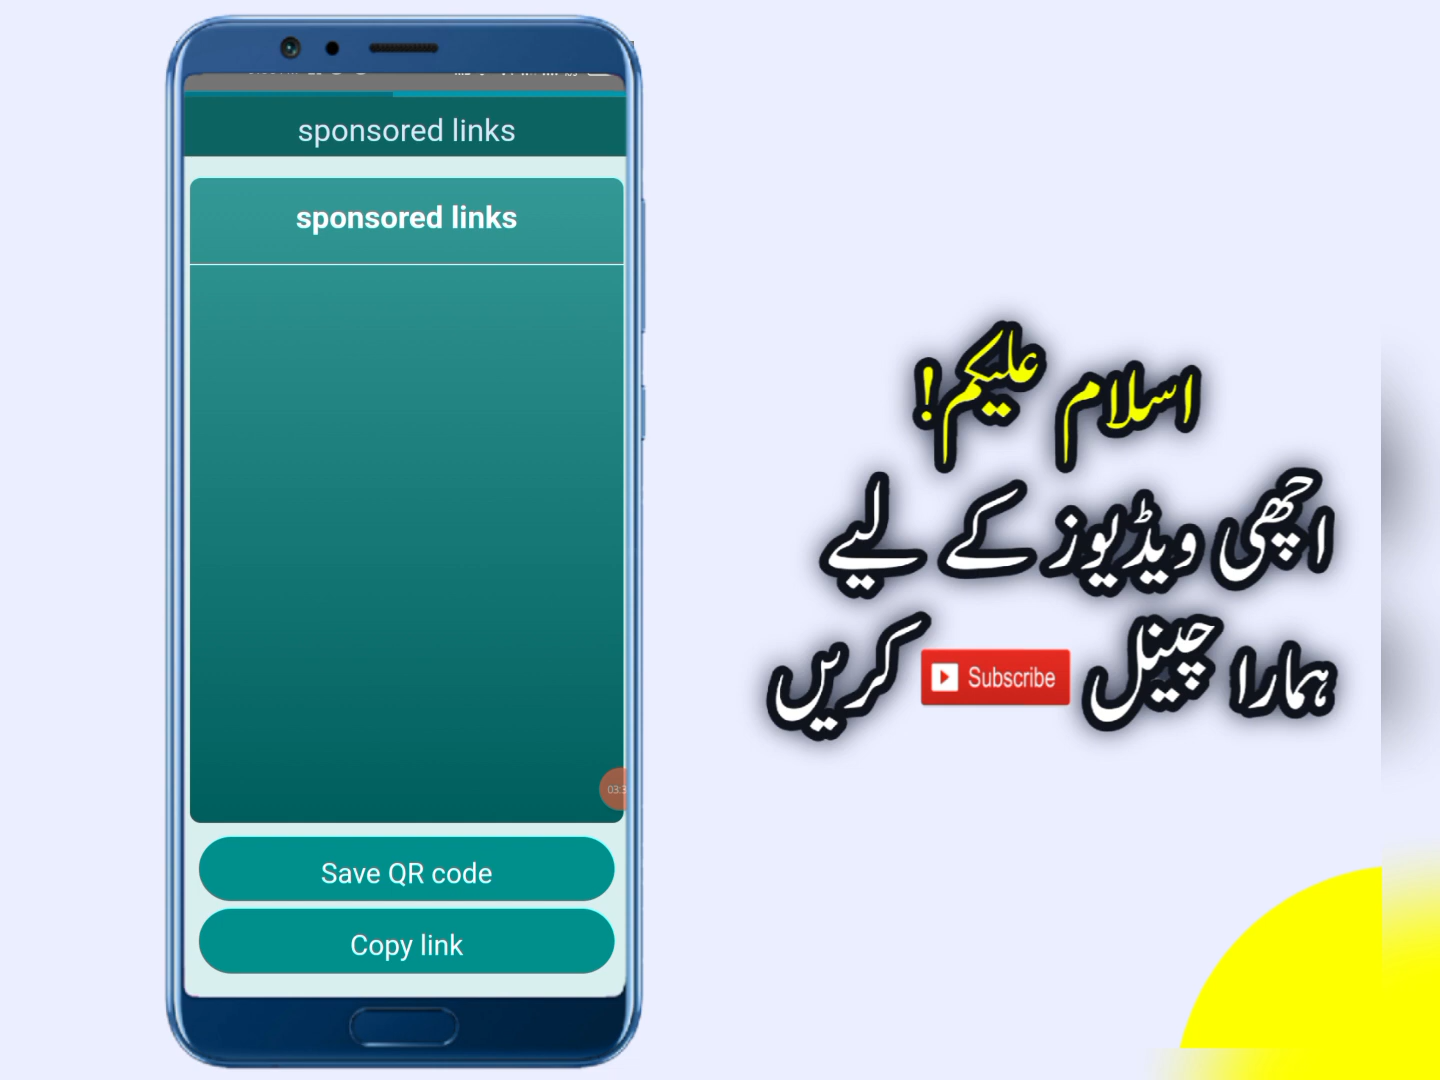 sponsored links
sponsored links
Save QR code
Copy link
اسلام علیکم!
اچھی ویڈیوز کے لیے
ہمارا چینل Subscribe کریں